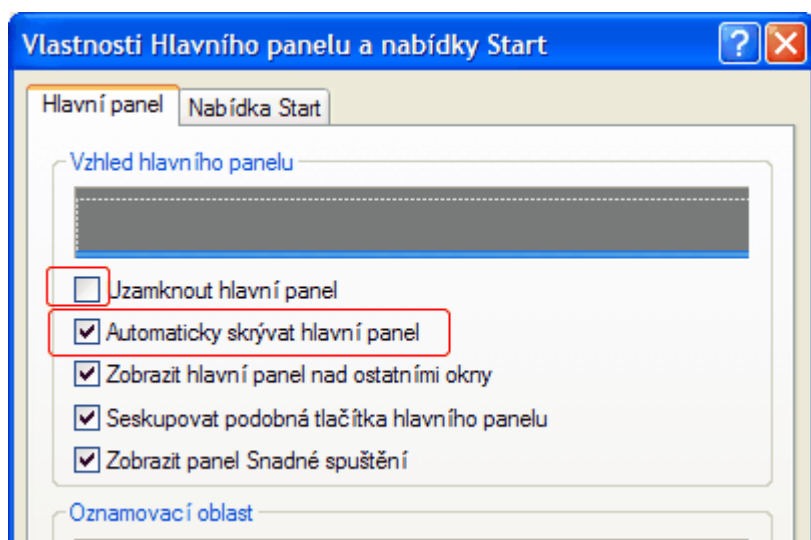 Vlastnosti Hlavního panelu a nabídky Start
Hlavní panel
Nabídka Start
Vzhled hlavního panelu
Uzamknout hlavní panel
Automaticky skrývat hlavní panel
Zobrazit hlavní panel nad ostatními okny
Seskupovat podobná tlačítka hlavního panelu
Zobrazit panel Snadné spuštění
Oznamovací oblast